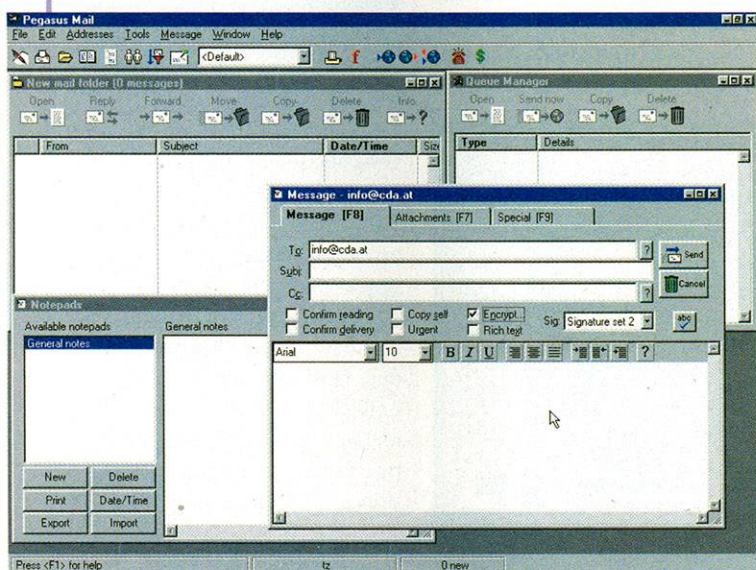 Pegasus Mail
File Edit Addresses Tools Message Window Help
<Default>
New mail folder (0 messages)
Open Reply Forward Move Copy Delete Info
From Subject Date/Time Size
Queue Manager
Open Send now Copy Delete
Type Details
Message - info@cda.at
Message [F8] Attachments [F7] Special [F9]
To: info@cda.at ? Send
Subj:
Cc: ? Cancel
Confirm reading Copy self Encrypt... Sig: Signature set 2 abc
Confirm delivery Urgent Rich text
Arial 10 B I U ?
Notepads
Available notepads General notes
General notes
New Delete
Print Date/Time
Export Import
Press <F1> for help tz 0 new